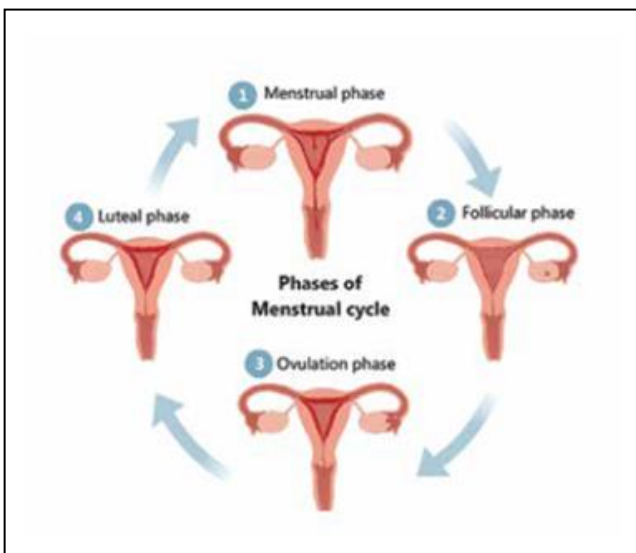 1 Menstrual phase
2 Follicular phase
4 Luteal phase
Phases of
Menstrual cycle
3 Ovulation phase